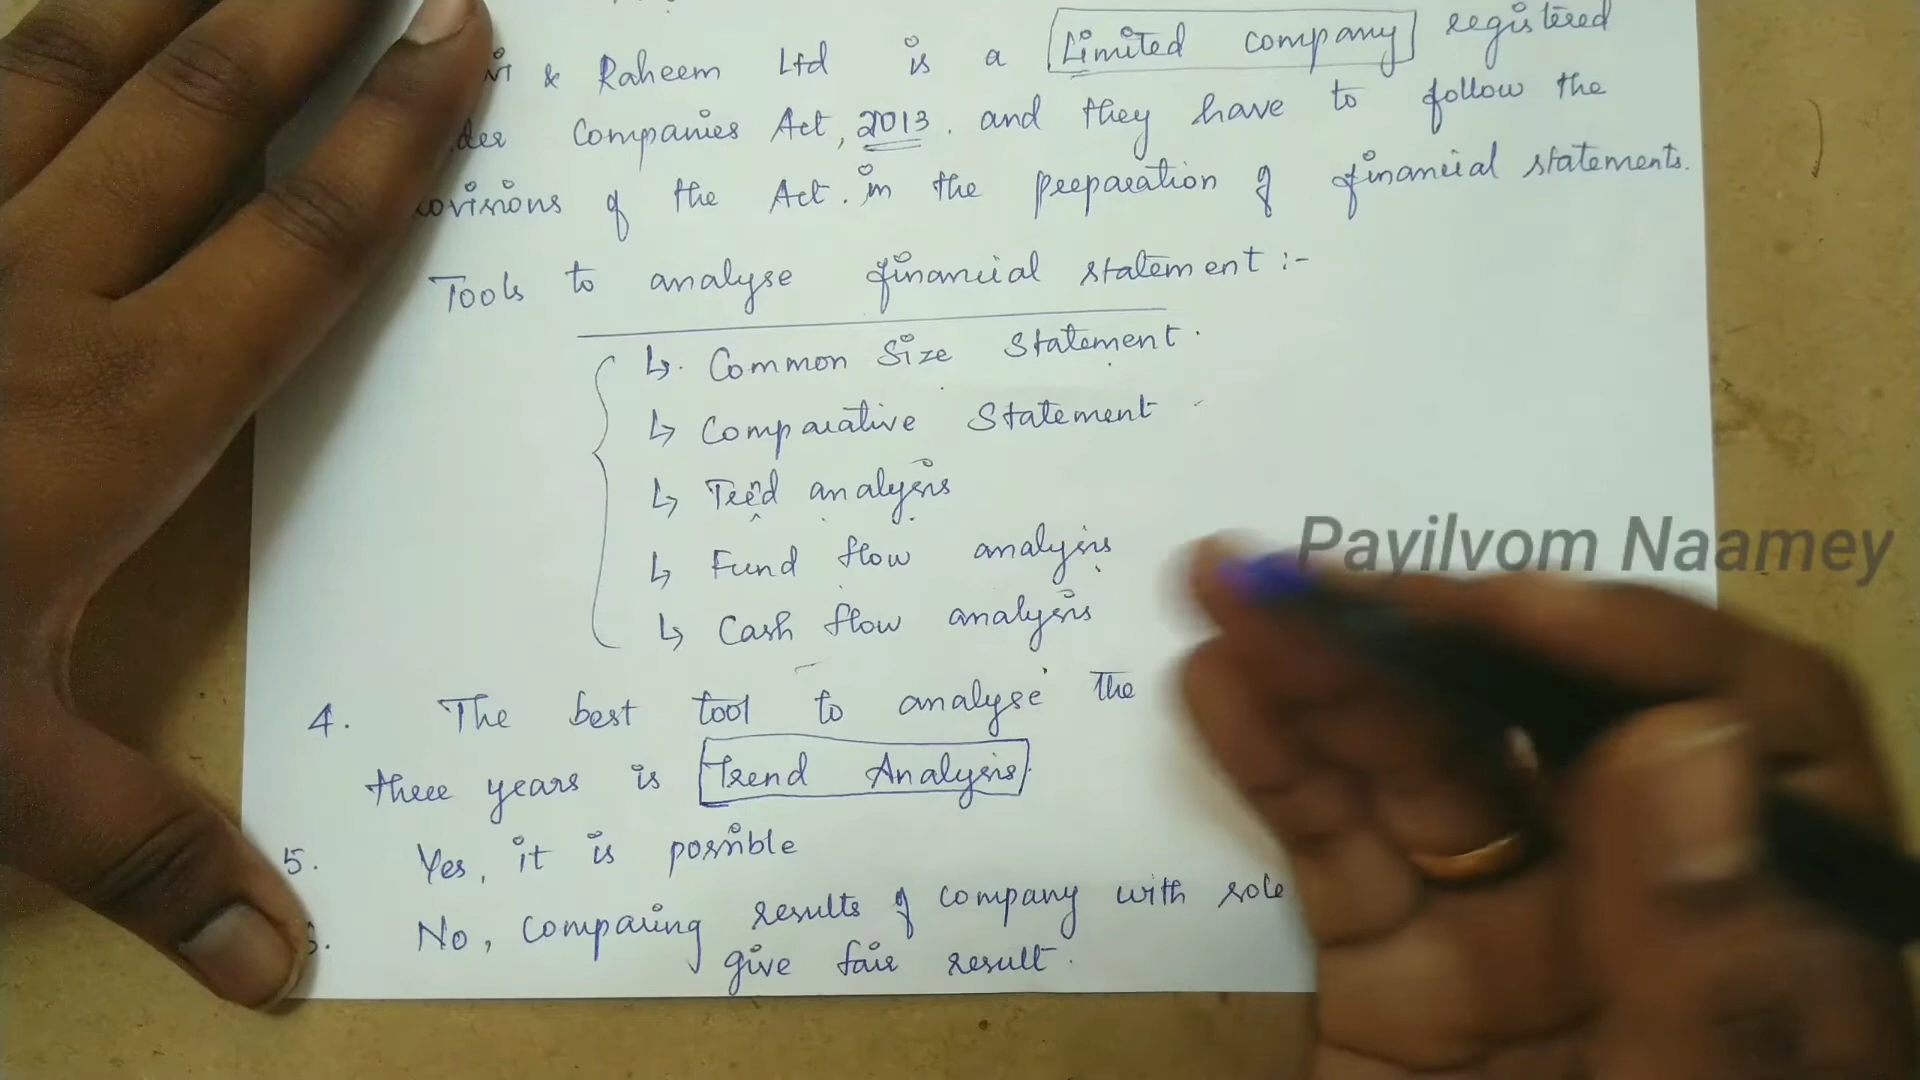 & Raheem Ltd is a Limited company registered
Companies Act, 2013. and they have to follow the
of the Act. in the preparation of financial statements.
Tools to analyse financial statement :-
↳. Common Size Statement.
↳ Comparative Statement
↳ Trend analysis
↳ Fund flow analysis
↳ Cash flow analysis
Payilvom Naamey
4. The best tool to analyse the
three years is Trend Analysis.
5. Yes, it is possible
No, Comparing results of company with sole
give fair result.